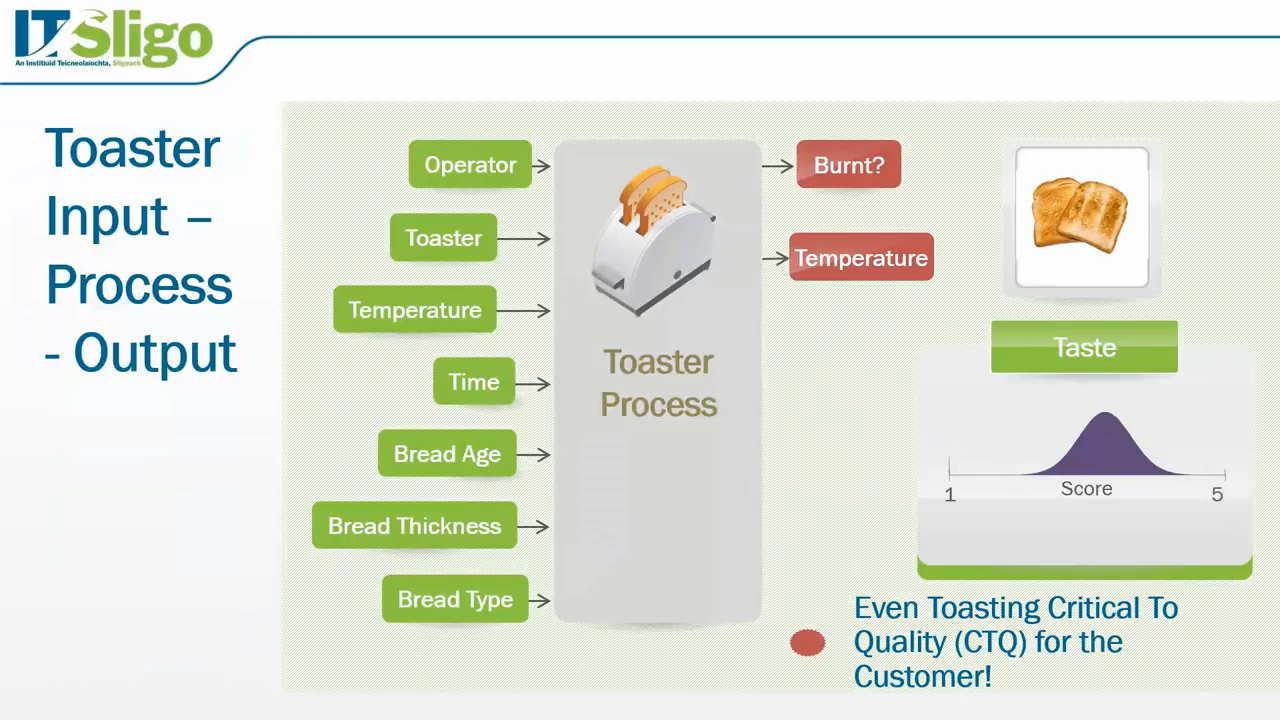 IT Sligo
An Institiúid Teicneolaíochta, Sligeach
Toaster
Input –
Process
- Output
Operator
Toaster
Temperature
Time
Bread Age
Bread Thickness
Bread Type
Toaster
Process
Burnt?
Temperature
Taste
1
Score
5
Even Toasting Critical To
Quality (CTQ) for the
Customer!